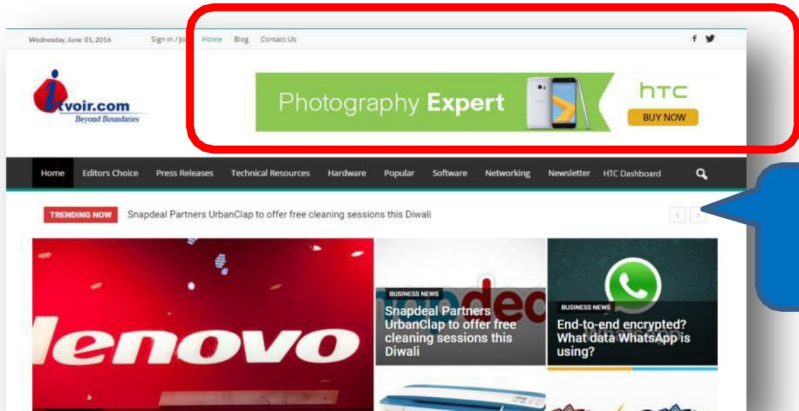 Wednesday, June 01, 2016 Sign in / Jo Home Blog Contact Us
itvoir.com
Beyond Boundaries
Photography Expert
hTC
BUY NOW
Home Editors Choice Press Releases Technical Resources Hardware Popular Software Networking Newsletter HTC Dashboard
TRENDING NOW Snapdeal Partners UrbanClap to offer free cleaning sessions this Diwali
lenovo
BUSINESS NEWS
Snapdeal Partners
UrbanClap to offer free
cleaning sessions this
Diwali
BUSINESS NEWS
End-to-end encrypted?
What data WhatsApp is
using?